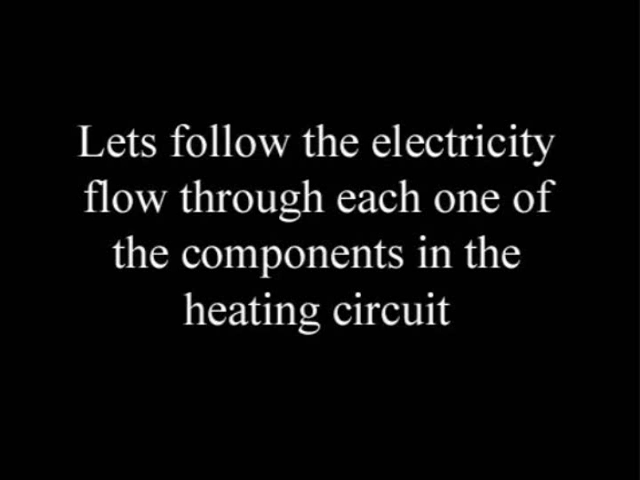 Lets follow the electricity
flow through each one of
the components in the
heating circuit